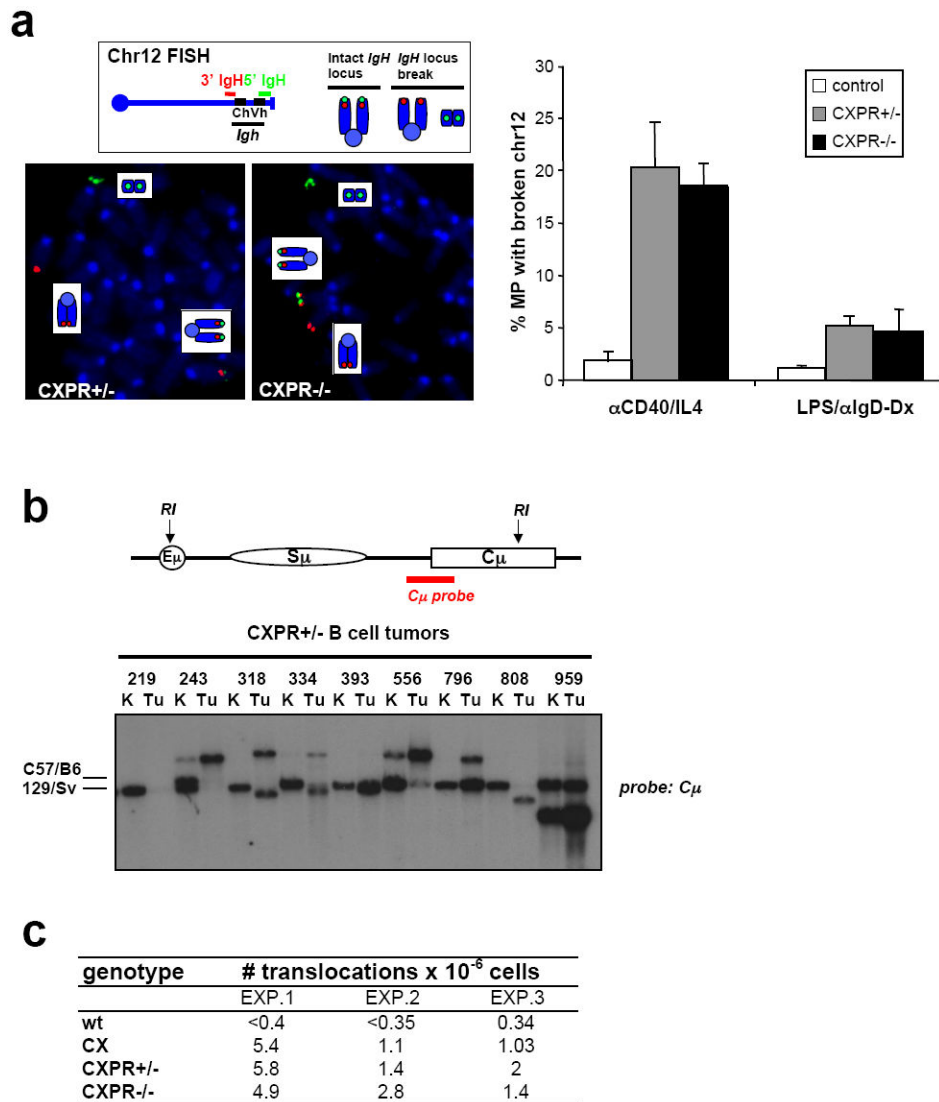 a
Chr12 FISH
3' IgH 5' IgH
ChVh
Igh
Intact IgH locus
IgH locus break
CXPR+/-
CXPR-/-
% MP with broken chr12
30
25
20
15
10
5
0
control
CXPR+/-
CXPR-/-
αCD40/IL4
LPS/αIgD-Dx
b
RI
RI
Eμ
Sμ
Cμ
Cμ probe
CXPR+/- B cell tumors
219 243 318 334 393 556 796 808 959
K Tu K Tu K Tu K Tu K Tu K Tu K Tu K Tu K Tu
C57/B6
129/Sv
probe: Cμ
c
genotype # translocations x 10⁻⁶ cells
EXP.1 EXP.2 EXP.3
wt <0.4 <0.35 0.34
CX 5.4 1.1 1.03
CXPR+/- 5.8 1.4 2
CXPR-/- 4.9 2.8 1.4